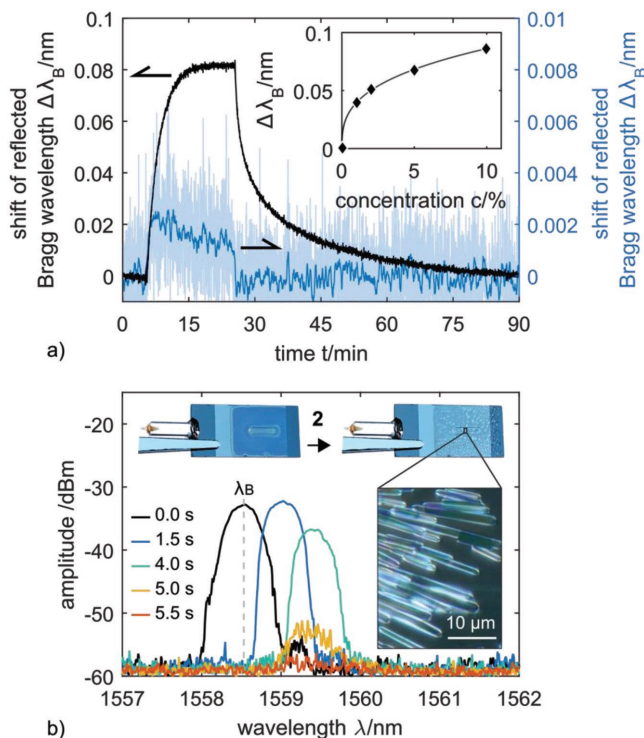 0.1
0.08
0.06
0.04
0.02
0
shift of reflected
Bragg wavelength Δλ_B/nm
0.1
0.05
0
Δλ_B/nm
0 5 10
concentration c/%
0.01
0.008
0.006
0.004
0.002
0
shift of reflected
Bragg wavelength Δλ_B/nm
0 15 30 45 60 75 90
time t/min
a)
-20
-30
-40
-50
-60
amplitude /dBm
2
λ_B
0.0 s
1.5 s
4.0 s
5.0 s
5.5 s
10 μm
1557 1558 1559 1560 1561 1562
wavelength λ/nm
b)